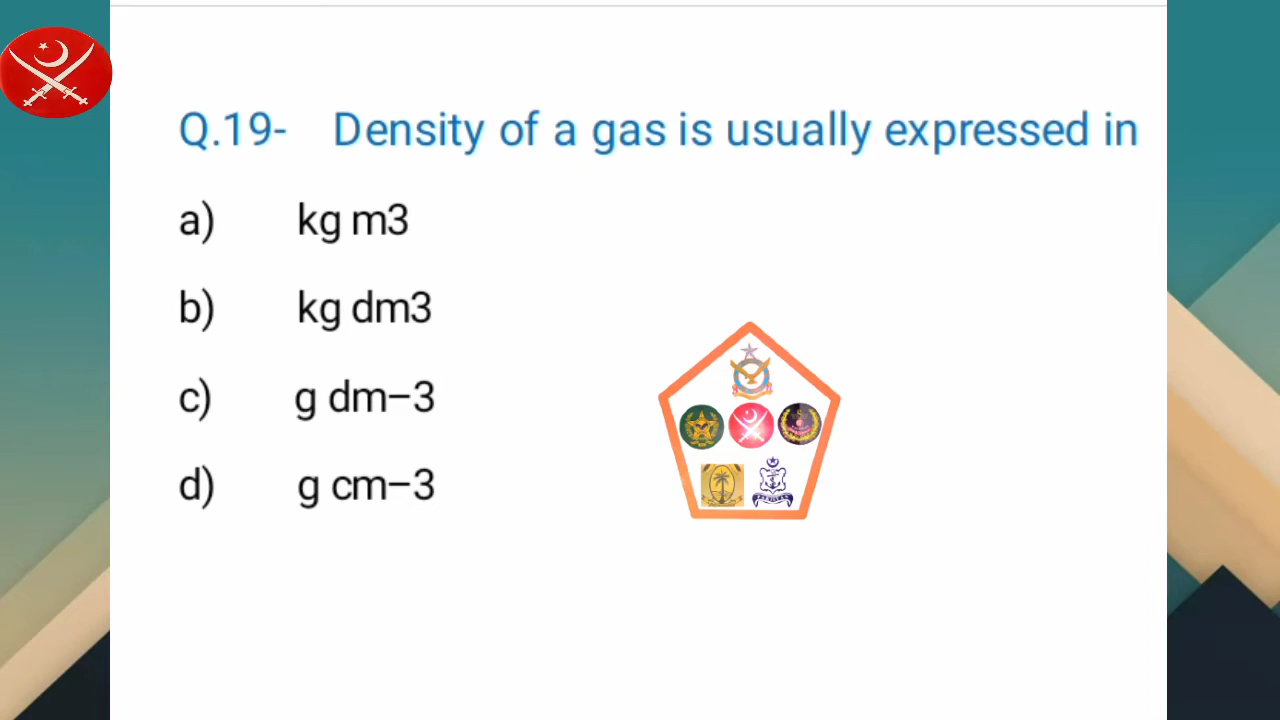 Q.19- Density of a gas is usually expressed in
a) kg m3
b) kg dm3
c) g dm−3
d) g cm−3